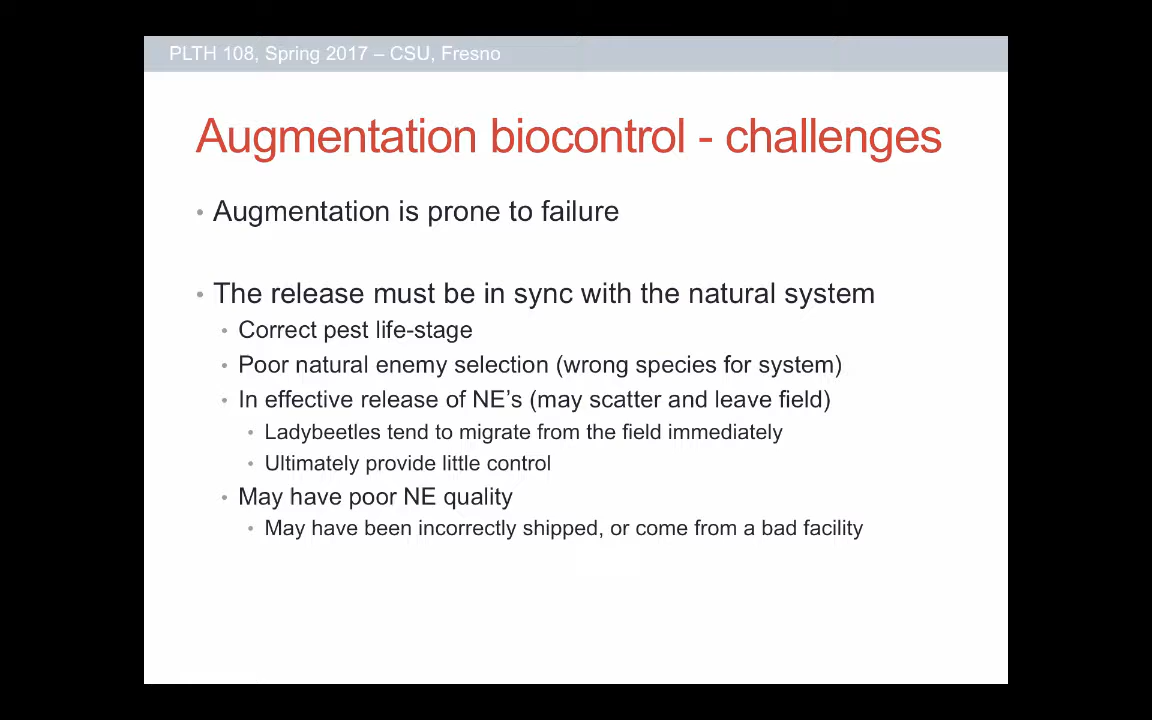 PLTH 108, Spring 2017 – CSU, Fresno
Augmentation biocontrol - challenges
• Augmentation is prone to failure
• The release must be in sync with the natural system
• Correct pest life-stage
• Poor natural enemy selection (wrong species for system)
• In effective release of NE’s (may scatter and leave field)
• Ladybeetles tend to migrate from the field immediately
• Ultimately provide little control
• May have poor NE quality
• May have been incorrectly shipped, or come from a bad facility